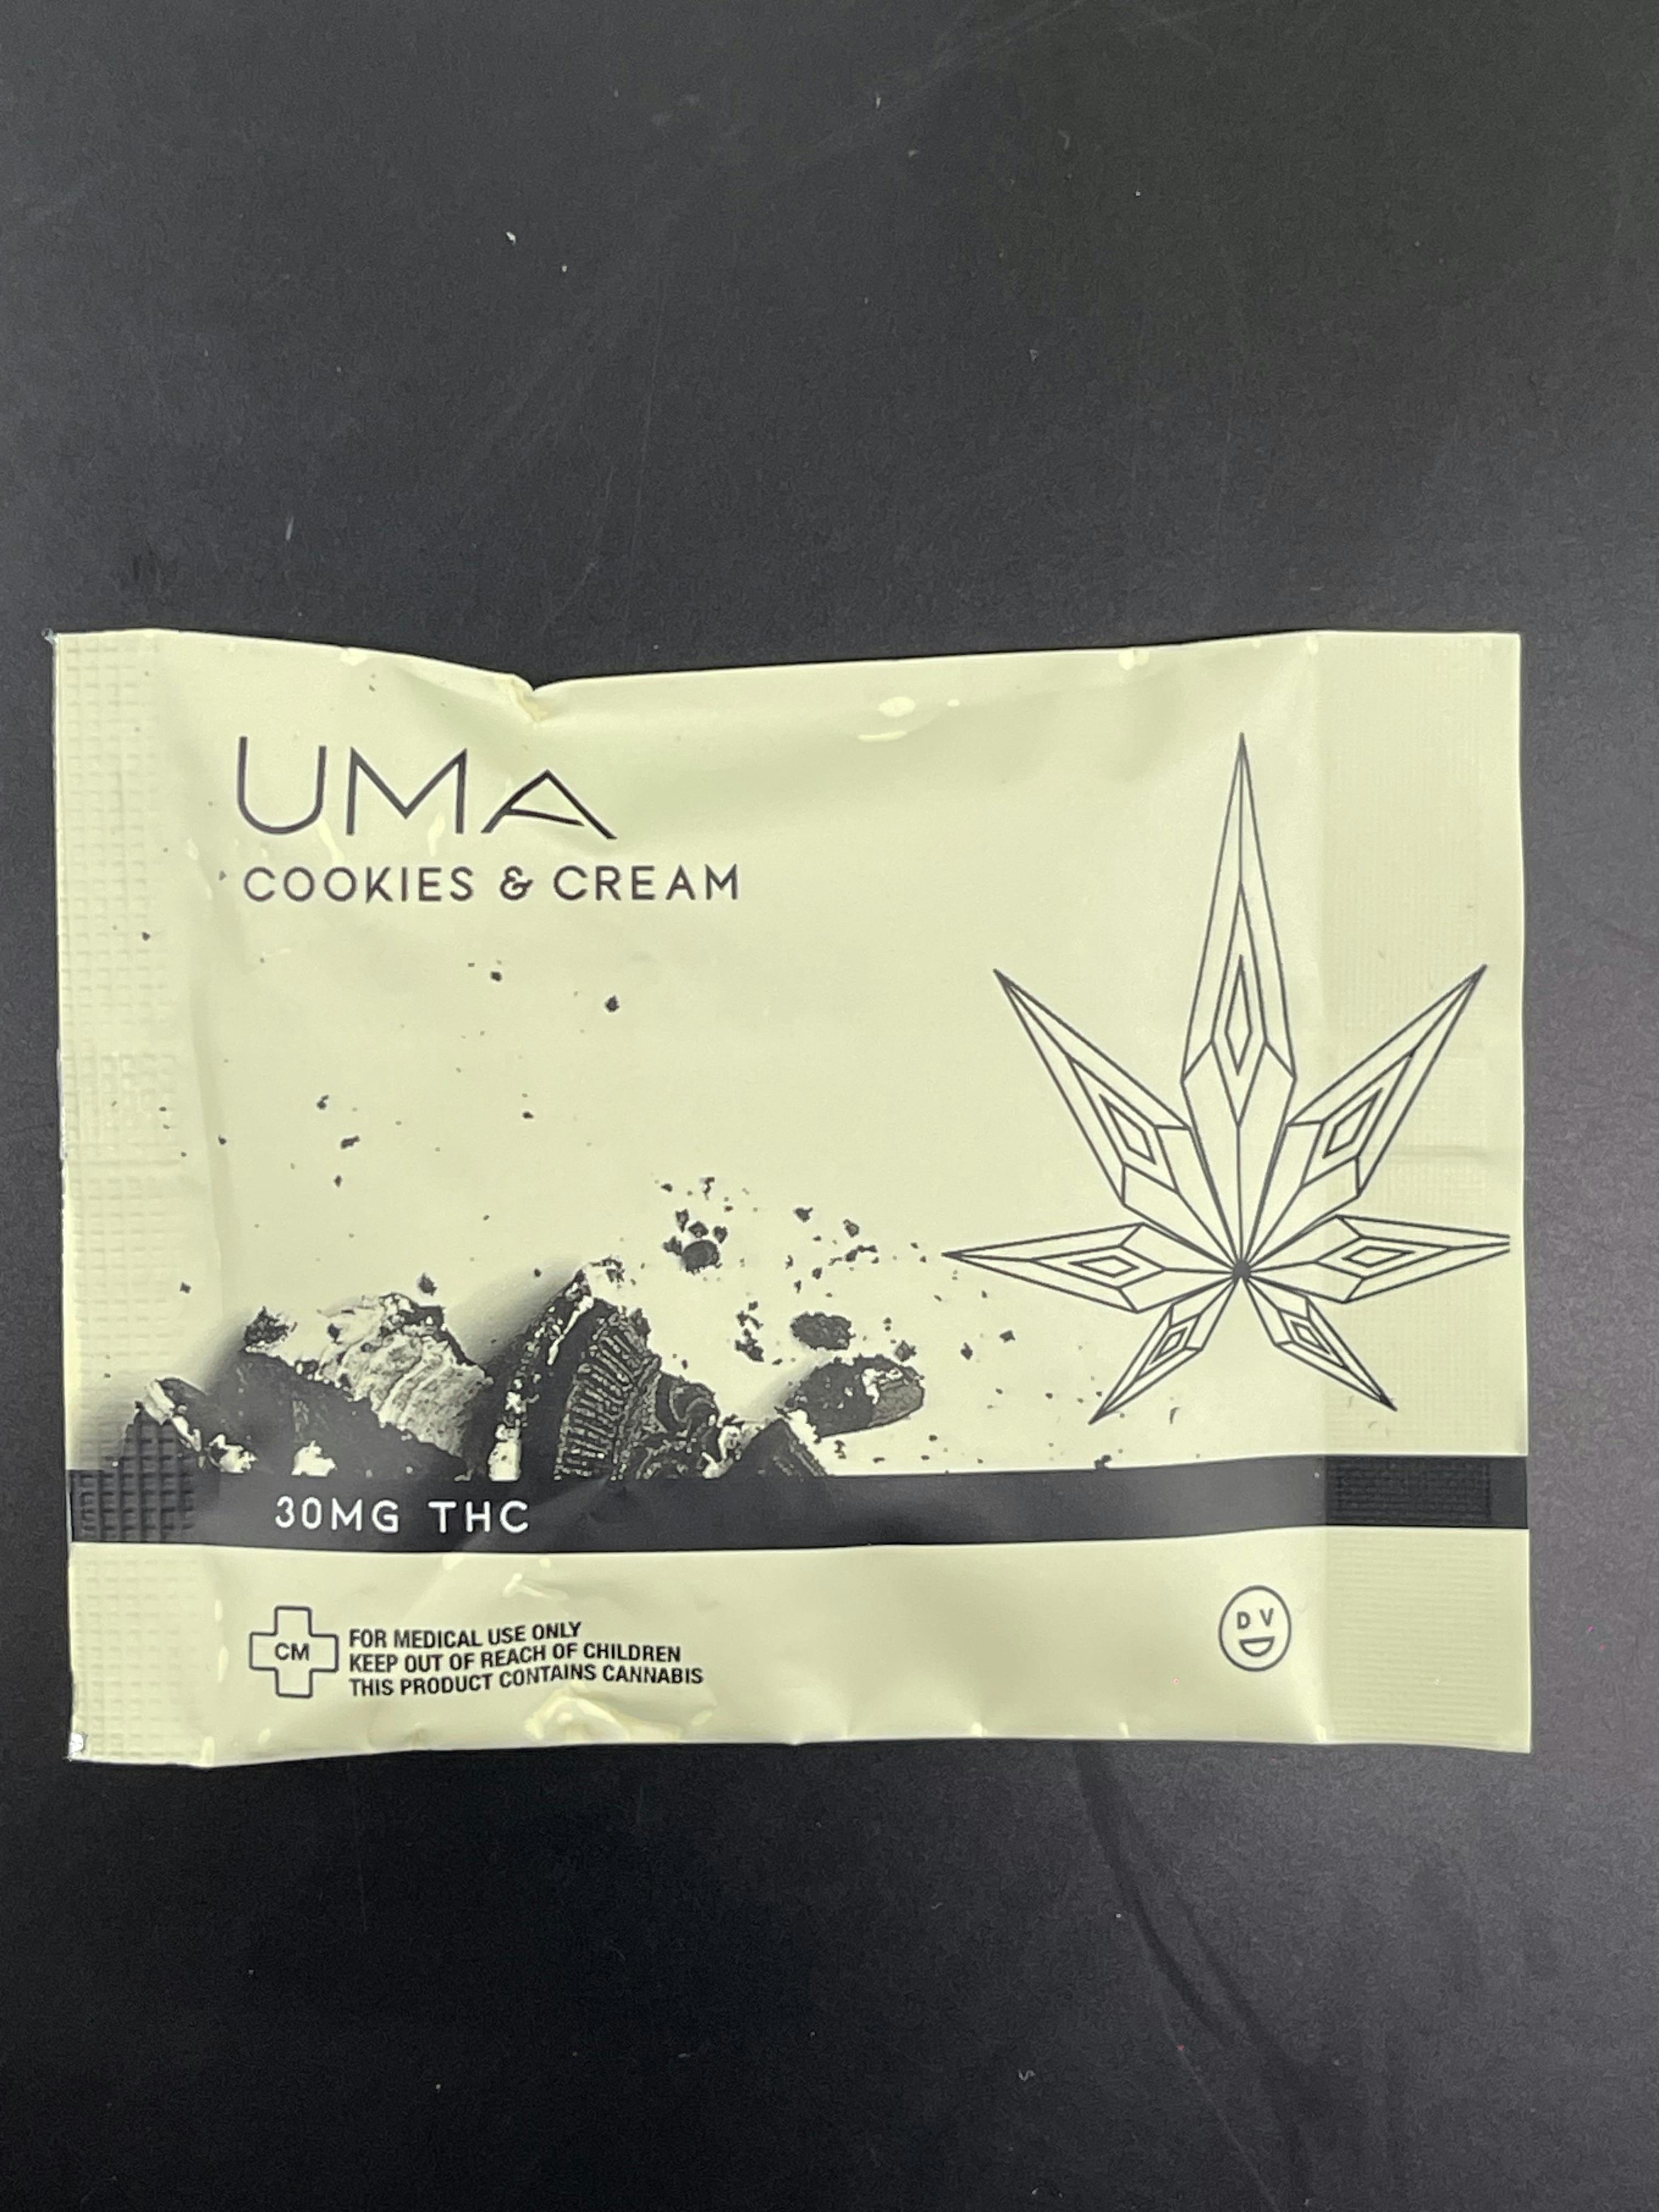 UMA
COOKIES & CREAM
30MG THC
CM
FOR MEDICAL USE ONLY
KEEP OUT OF REACH OF CHILDREN
THIS PRODUCT CONTAINS CANNABIS
D V